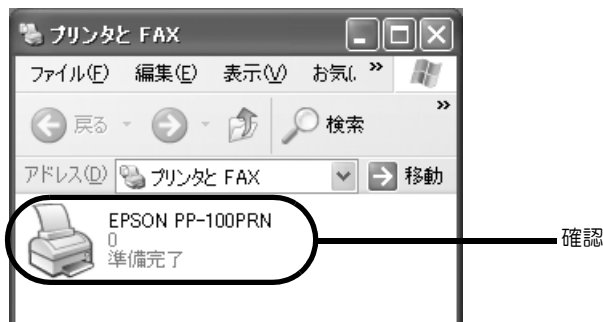 プリンタと FAX
ファイル(F) 編集(E) 表示(V) お気(. »
戻る 検索 »
アドレス(D) プリンタと FAX 移動
EPSON PP-100PRN
0
準備完了
確認